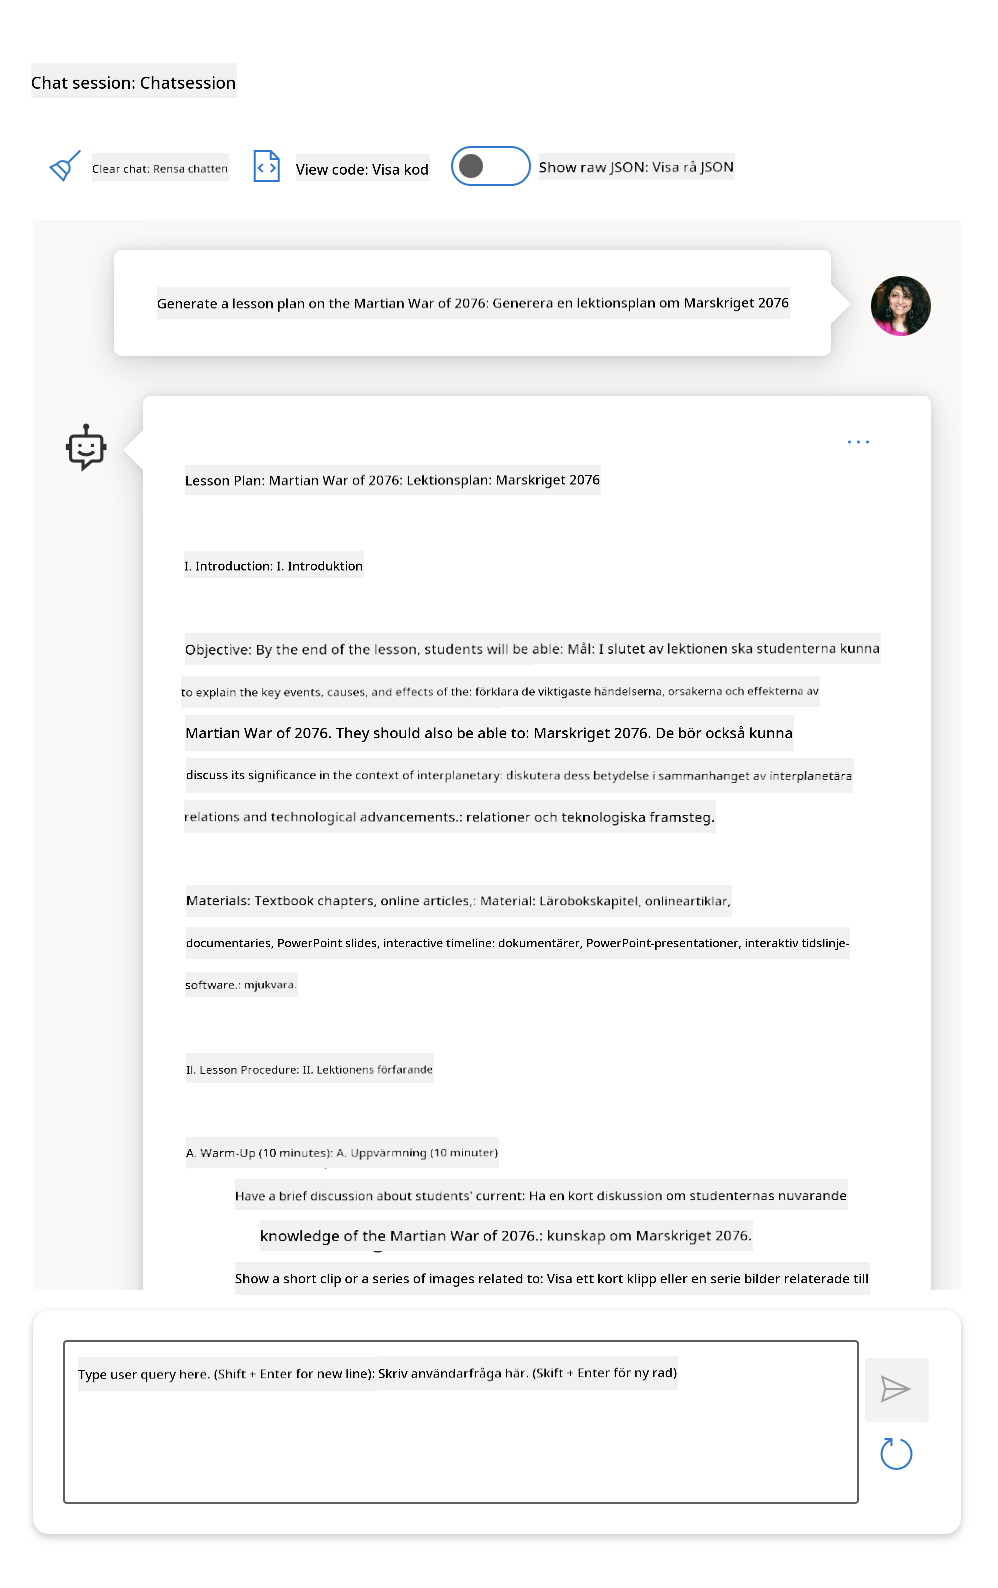 Chat session: Chatsession
Clear chat: Rensa chatten
View code: Visa kod
Show raw JSON: Visa rå JSON
Generate a lesson plan on the Martian War of 2076: Generera en lektionsplan om Marskriget 2076
Lesson Plan: Martian War of 2076: Lektionsplan: Marskriget 2076
I. Introduction: I. Introduktion
Objective: By the end of the lesson, students will be able: Mål: I slutet av lektionen ska studenterna kunna
to explain the key events, causes, and effects of the: förklara de viktigaste händelserna, orsakerna och effekterna av
Martian War of 2076. They should also be able to: Marskriget 2076. De bör också kunna
discuss its significance in the context of interplanetary: diskutera dess betydelse i sammanhanget av interplanetära
relations and technological advancements.: relationer och teknologiska framsteg.
Materials: Textbook chapters, online articles,: Material: Lärobokskapitel, onlineartiklar,
documentaries, PowerPoint slides, interactive timeline: dokumentärer, PowerPoint-presentationer, interaktiv tidslinje-
software.: mjukvara.
II. Lesson Procedure: II. Lektionens förfarande
A. Warm-Up (10 minutes): A. Uppvärmning (10 minuter)
Have a brief discussion about students' current: Ha en kort diskussion om studenternas nuvarande
knowledge of the Martian War of 2076.: kunskap om Marskriget 2076.
Show a short clip or a series of images related to: Visa ett kort klipp eller en serie bilder relaterade till
Type user query here. (Shift + Enter for new line): Skriv användarfråga här. (Skift + Enter för ny rad)